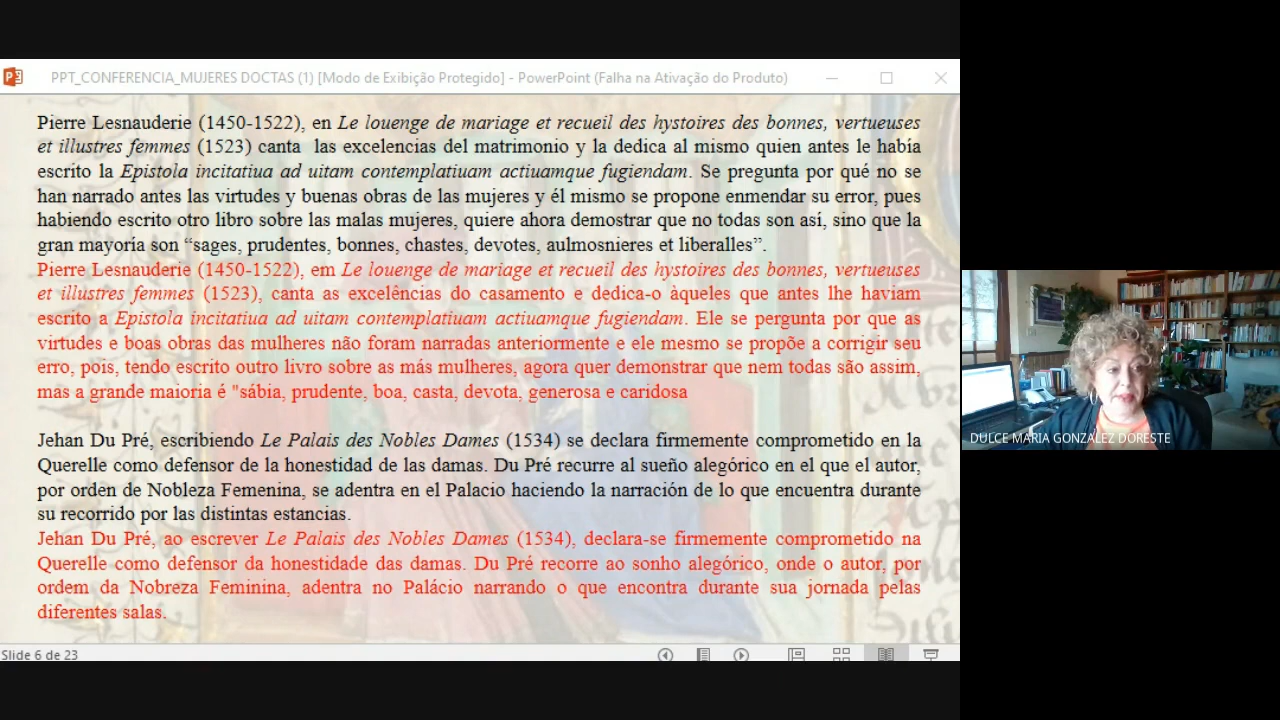 PPT_CONFERENCIA_MUJERES DOCTAS (1) [Modo de Exibição Protegido] - PowerPoint (Falha na Ativação do Produto)
Pierre Lesnauderie (1450-1522), en Le louenge de mariage et recueil des hystoires des bonnes, vertueuses
et illustres femmes (1523) canta las excelencias del matrimonio y la dedica al mismo quien antes le había
escrito la Epistola incitatiua ad uitam contemplatiuam actiuamque fugiendam. Se pregunta por qué no se
han narrado antes las virtudes y buenas obras de las mujeres y él mismo se propone enmendar su error, pues
habiendo escrito otro libro sobre las malas mujeres, quiere ahora demostrar que no todas son así, sino que la
gran mayoría son “sages, prudentes, bonnes, chastes, devotes, aulmosnieres et liberalles”.
Pierre Lesnauderie (1450-1522), em Le louenge de mariage et recueil des hystoires des bonnes, vertueuses
et illustres femmes (1523), canta as excelências do casamento e dedica-o àqueles que antes lhe haviam
escrito a Epistola incitatiua ad uitam contemplatiuam actiuamque fugiendam. Ele se pergunta por que as
virtudes e boas obras das mulheres não foram narradas anteriormente e ele mesmo se propõe a corrigir seu
erro, pois, tendo escrito outro livro sobre as más mulheres, agora quer demonstrar que nem todas são assim,
mas a grande maioria é "sábia, prudente, boa, casta, devota, generosa e caridosa
Jehan Du Pré, escribiendo Le Palais des Nobles Dames (1534) se declara firmemente comprometido en la
Querelle como defensor de la honestidad de las damas. Du Pré recurre al sueño alegórico en el que el autor,
por orden de Nobleza Femenina, se adentra en el Palacio haciendo la narración de lo que encuentra durante
su recorrido por las distintas estancias.
Jehan Du Pré, ao escrever Le Palais des Nobles Dames (1534), declara-se firmemente comprometido na
Querelle como defensor da honestidade das damas. Du Pré recorre ao sonho alegórico, onde o autor, por
ordem da Nobreza Feminina, adentra no Palácio narrando o que encontra durante sua jornada pelas
diferentes salas.
Slide 6 de 23
DULCE MARIA GONZALEZ DORESTE